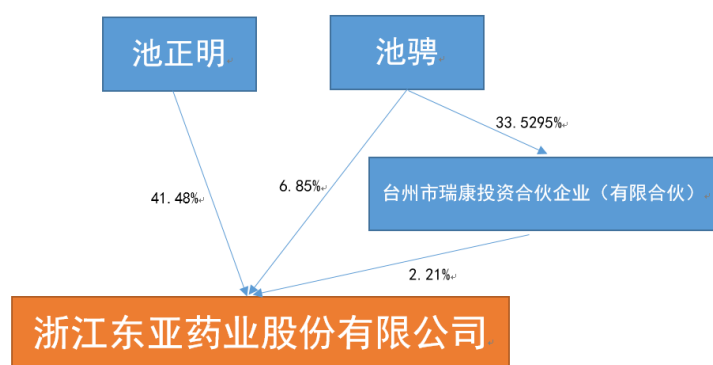 池正明
池骋
33.5295%
台州市瑞康投资合伙企业（有限合伙）
6.85%
41.48%
2.21%
浙江东亚药业股份有限公司